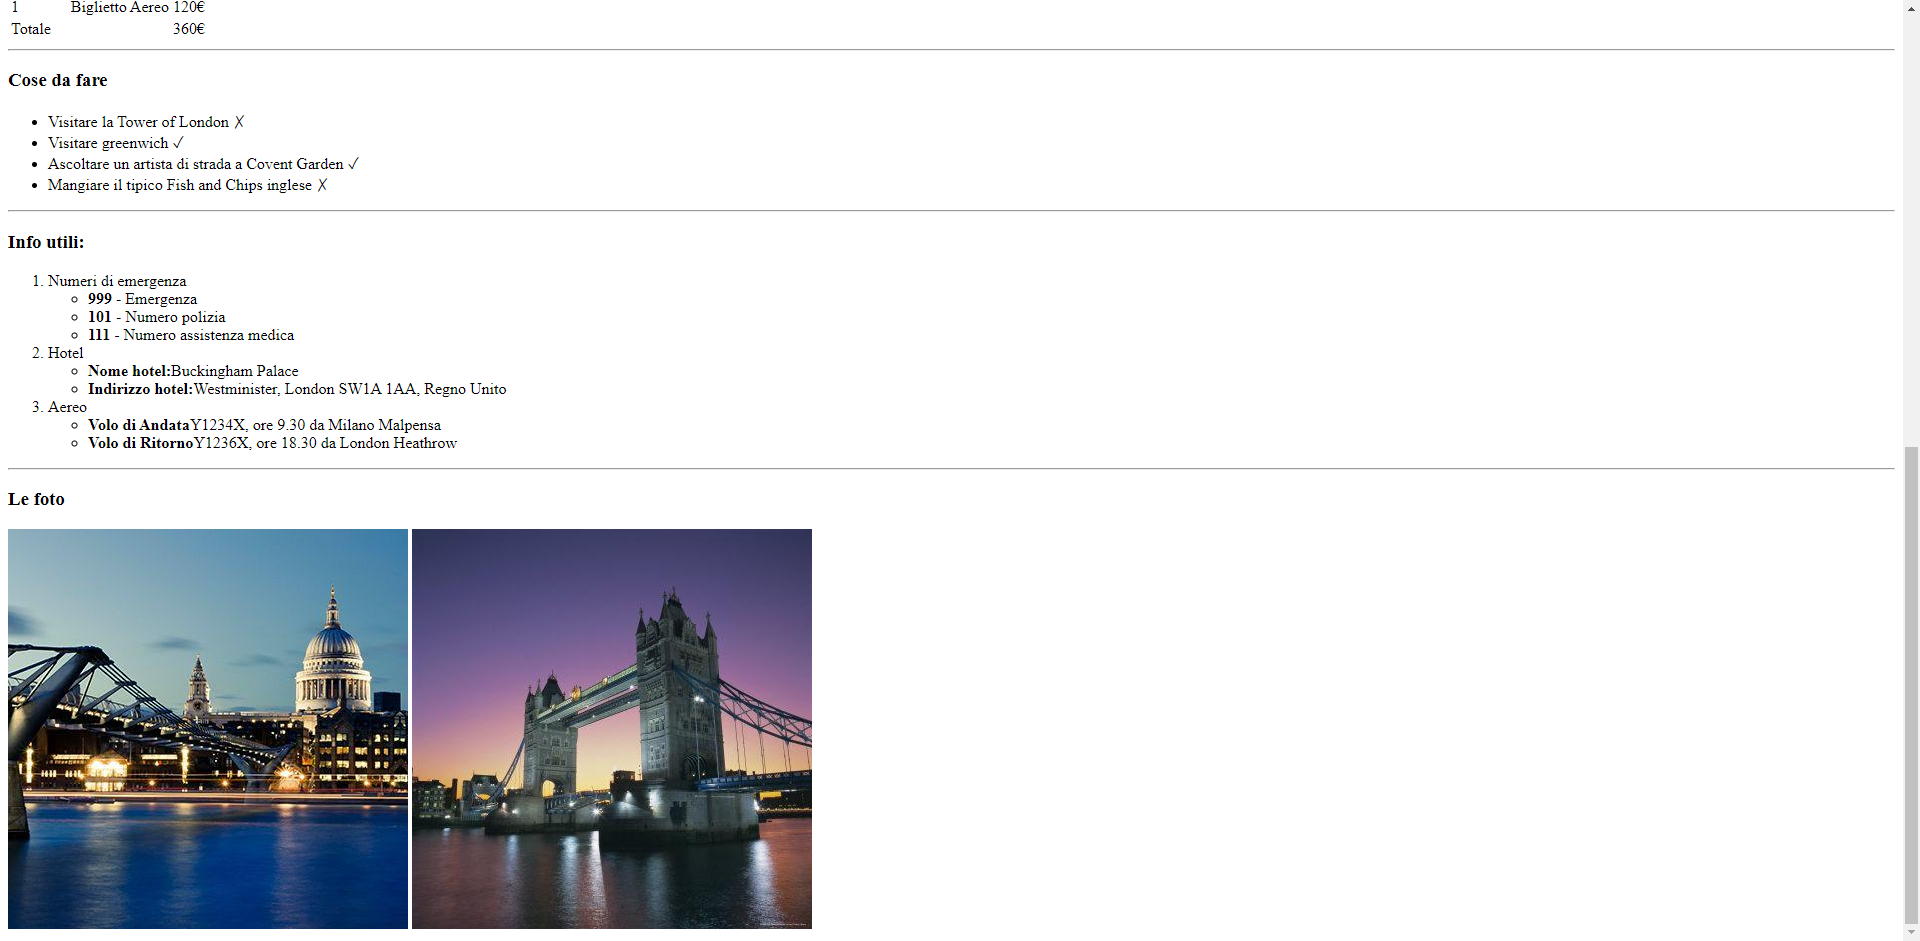 1 Biglietto Aereo 120€
Totale 360€
Cose da fare
• Visitare la Tower of London ✗
• Visitare greenwich ✓
• Ascoltare un artista di strada a Covent Garden ✓
• Mangiare il tipico Fish and Chips inglese ✗
Info utili:
1. Numeri di emergenza
◦ 999 - Emergenza
◦ 101 - Numero polizia
◦ 111 - Numero assistenza medica
2. Hotel
◦ Nome hotel:Buckingham Palace
◦ Indirizzo hotel:Westminister, London SW1A 1AA, Regno Unito
3. Aereo
◦ Volo di AndataY1234X, ore 9.30 da Milano Malpensa
◦ Volo di RitornoY1236X, ore 18.30 da London Heathrow
Le foto